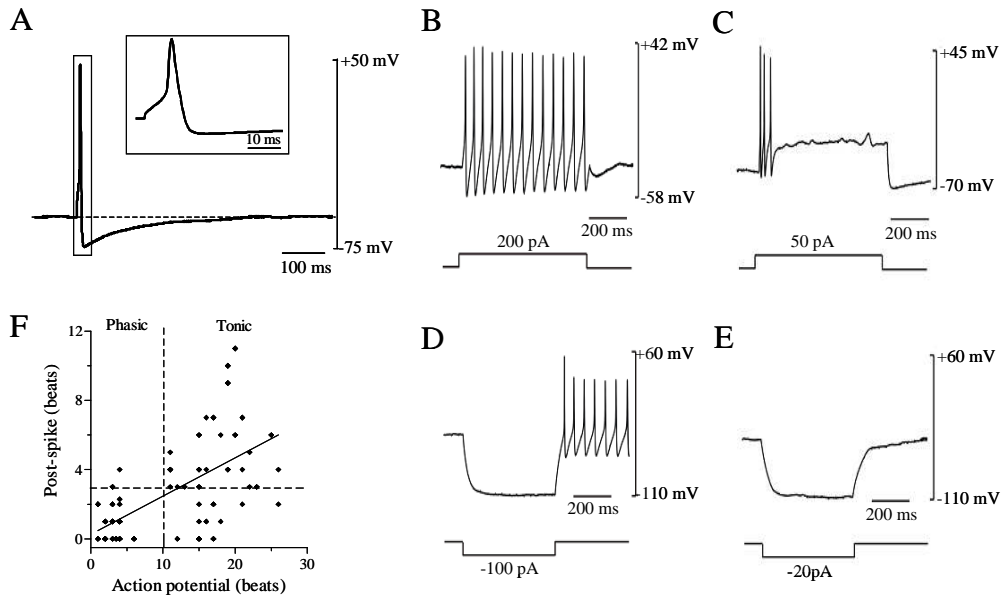 A
+50 mV
10 ms
75 mV
100 ms
B
+42 mV
-58 mV
200 ms
200 pA
C
+45 mV
-70 mV
200 ms
50 pA
F
Phasic
Tonic
12
8
4
0
Post-spike (beats)
0
10
20
30
Action potential (beats)
D
+60 mV
110 mV
200 ms
-100 pA
E
+60 mV
-110 mV
200 ms
-20pA